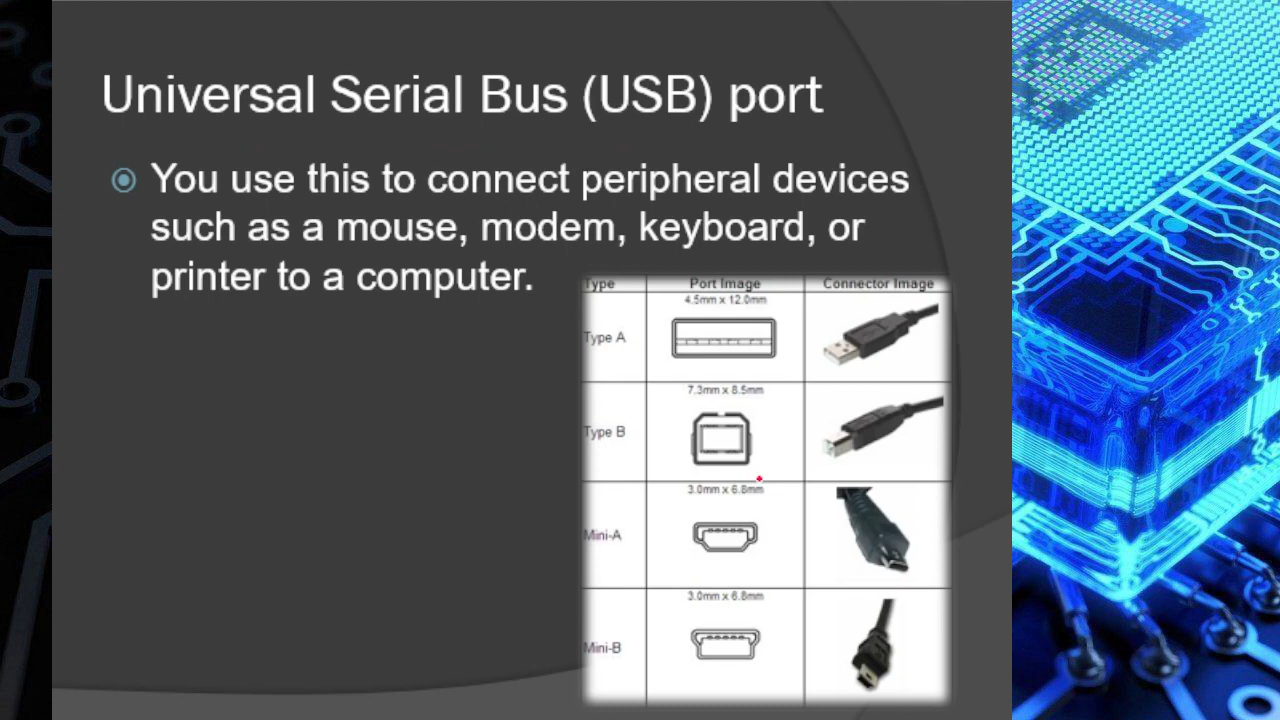 Universal Serial Bus (USB) port
You use this to connect peripheral devices
such as a mouse, modem, keyboard, or
printer to a computer.
Type Port Image Connector Image
4.5mm x 12.0mm
Type A
7.3mm x 8.5mm
Type B
3.0mm x 6.8mm
Mini-A
3.0mm x 6.8mm
Mini-B